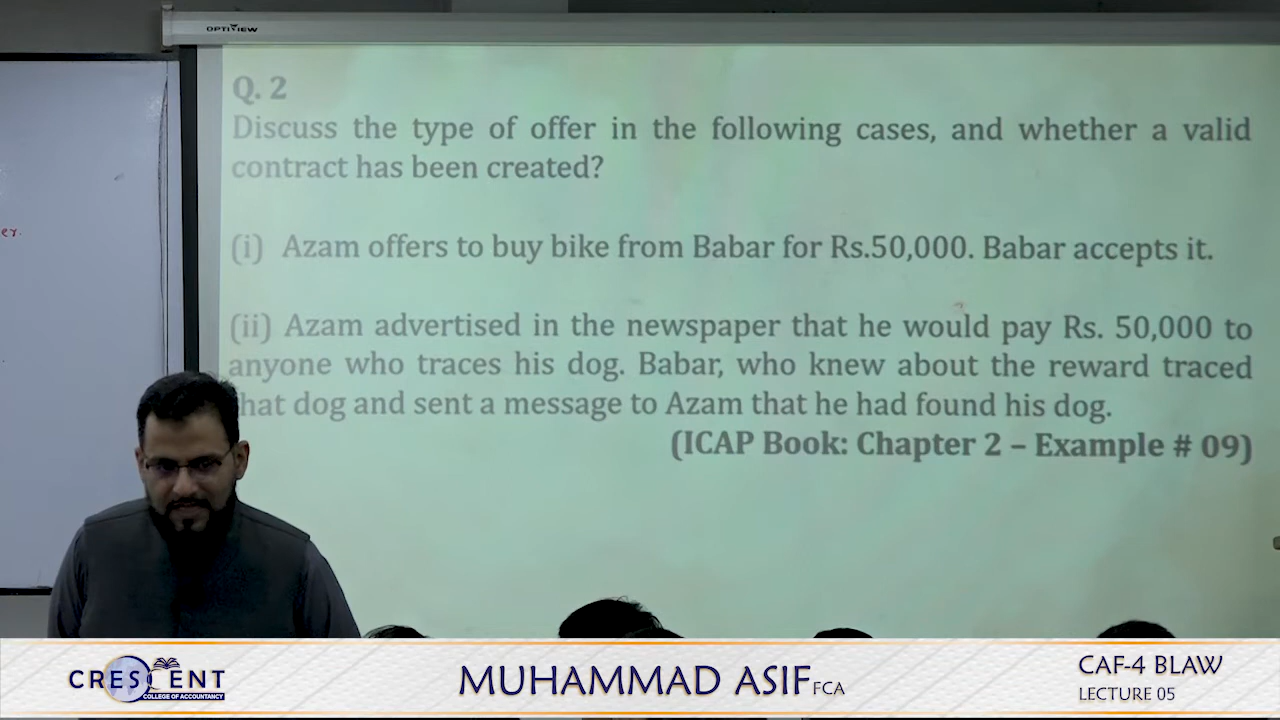 OPTIVIEW
Q. 2
Discuss the type of offer in the following cases, and whether a valid
contract has been created?
er.
(i) Azam offers to buy bike from Babar for Rs.50,000. Babar accepts it.
(ii) Azam advertised in the newspaper that he would pay Rs. 50,000 to
anyone who traces his dog. Babar, who knew about the reward traced
hat dog and sent a message to Azam that he had found his dog.
(ICAP Book: Chapter 2 – Example # 09)
CRESCENT
COLLEGE OF ACCOUNTANCY
MUHAMMAD ASIF FCA
CAF-4 BLAW
LECTURE 05